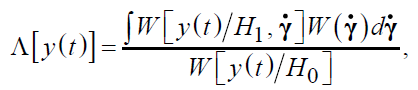 Λ[y(t)] = ∫W[y(t)/H₁, γ̇]W(γ̇)dγ̇ / W[y(t)/H₀],